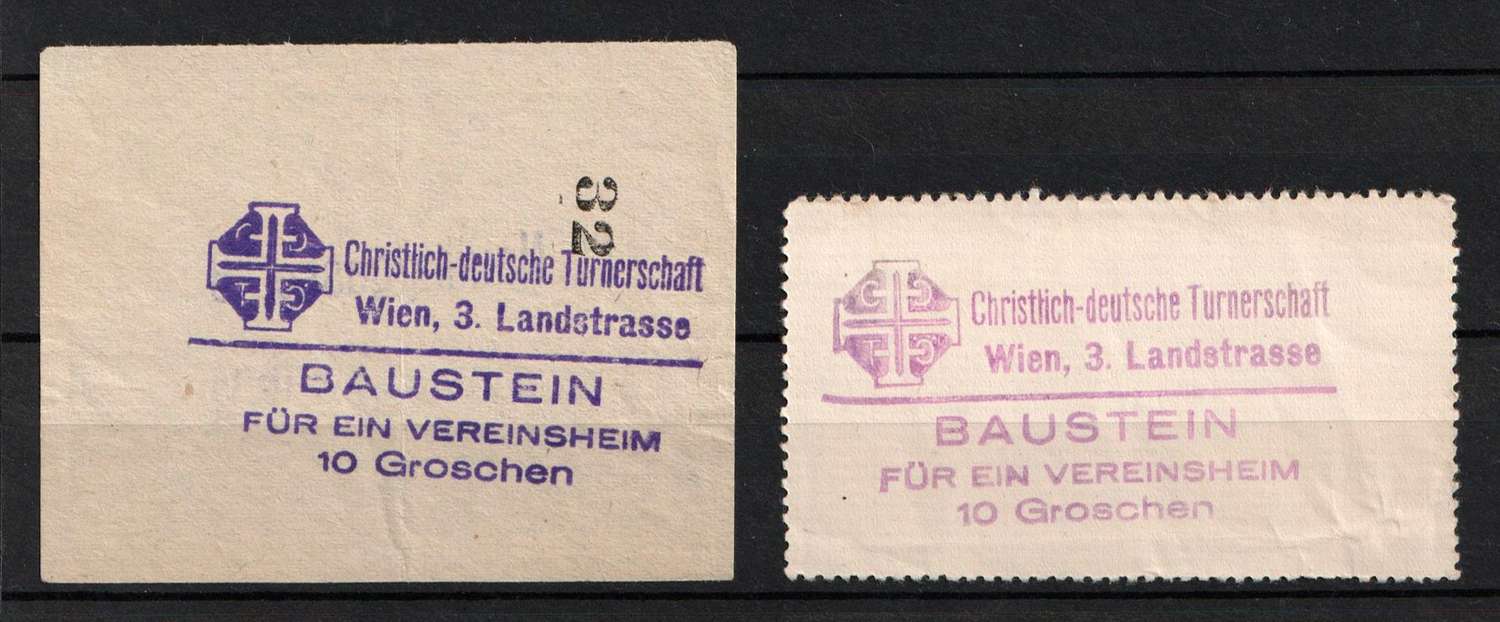 32
Christlich-deutsche Turnerschaft
Wien, 3. Landstrasse
BAUSTEIN
FÜR EIN VEREINSHEIM
10 Groschen
Christlich-deutsche Turnerschaft
Wien, 3. Landstrasse
BAUSTEIN
FÜR EIN VEREINSHEIM
10 Groschen